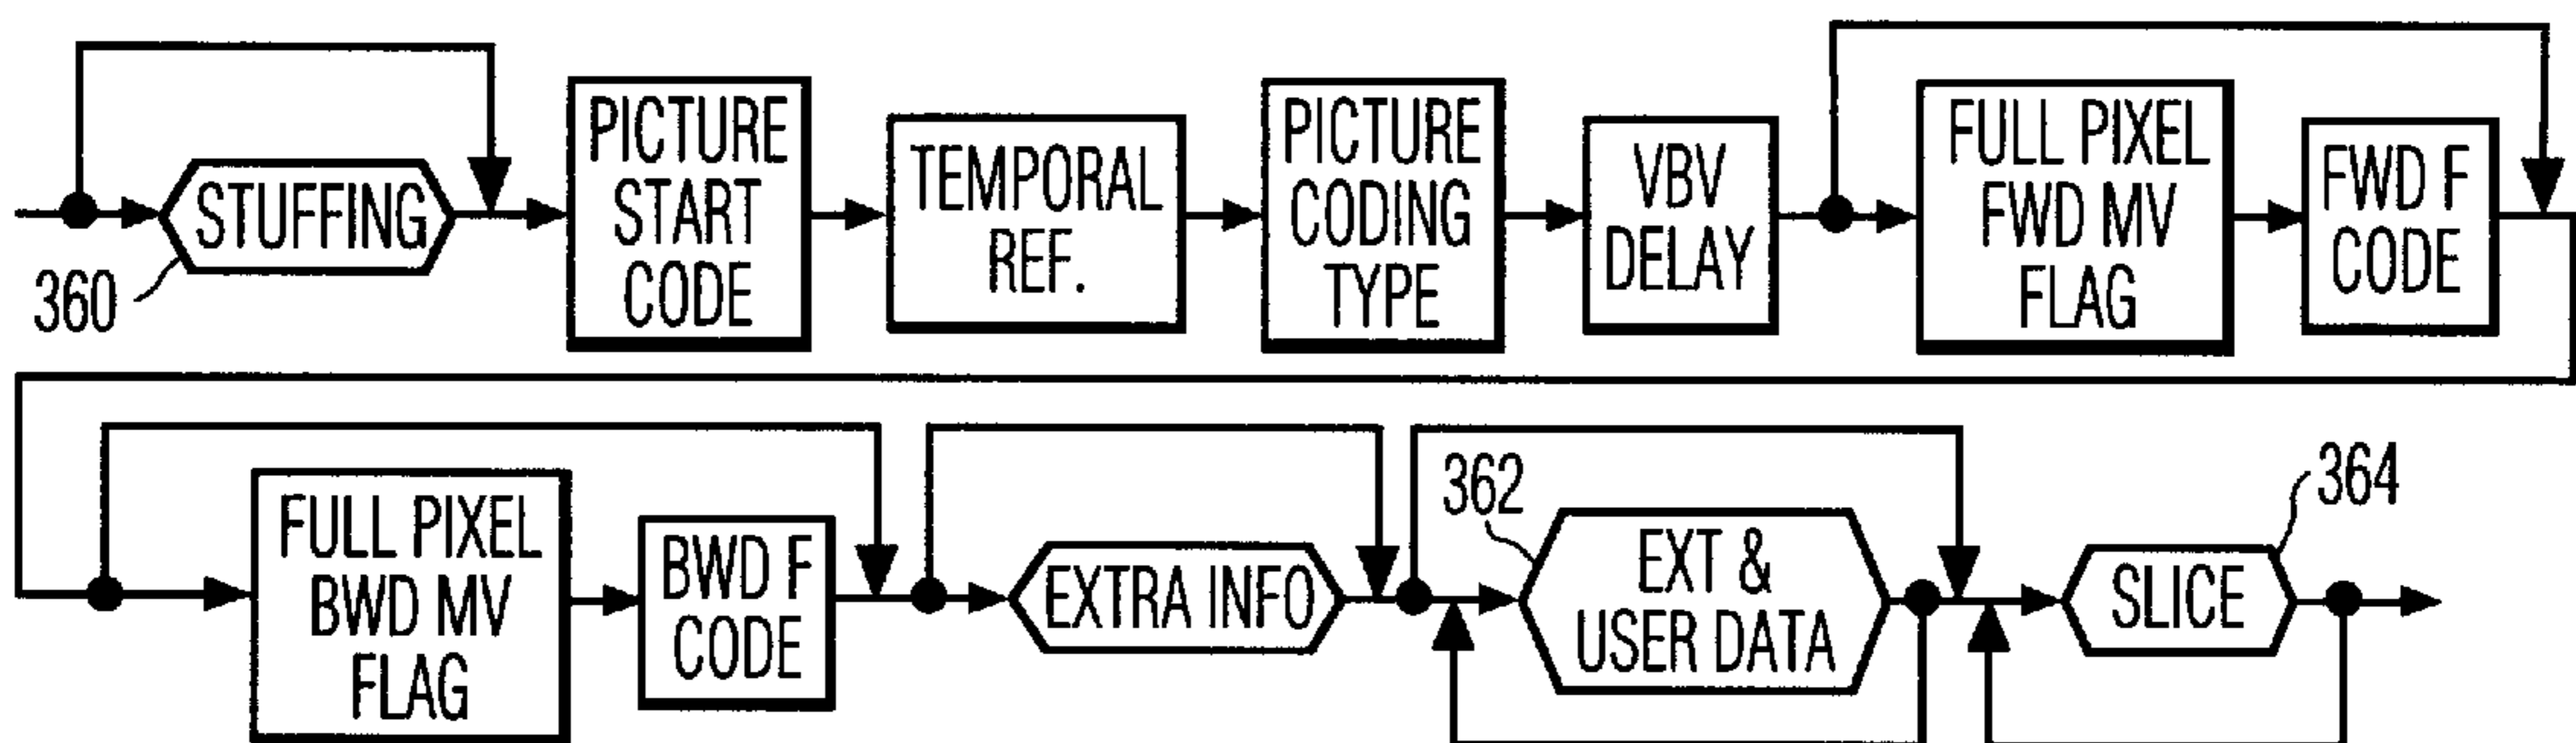 STUFFING
360
PICTURE
START
CODE
TEMPORAL
REF.
PICTURE
CODING
TYPE
VBV
DELAY
FULL PIXEL
FWD MV
FLAG
FWD F
CODE
FULL PIXEL
BWD MV
FLAG
BWD F
CODE
EXTRA INFO
362
EXT &
USER DATA
364
SLICE